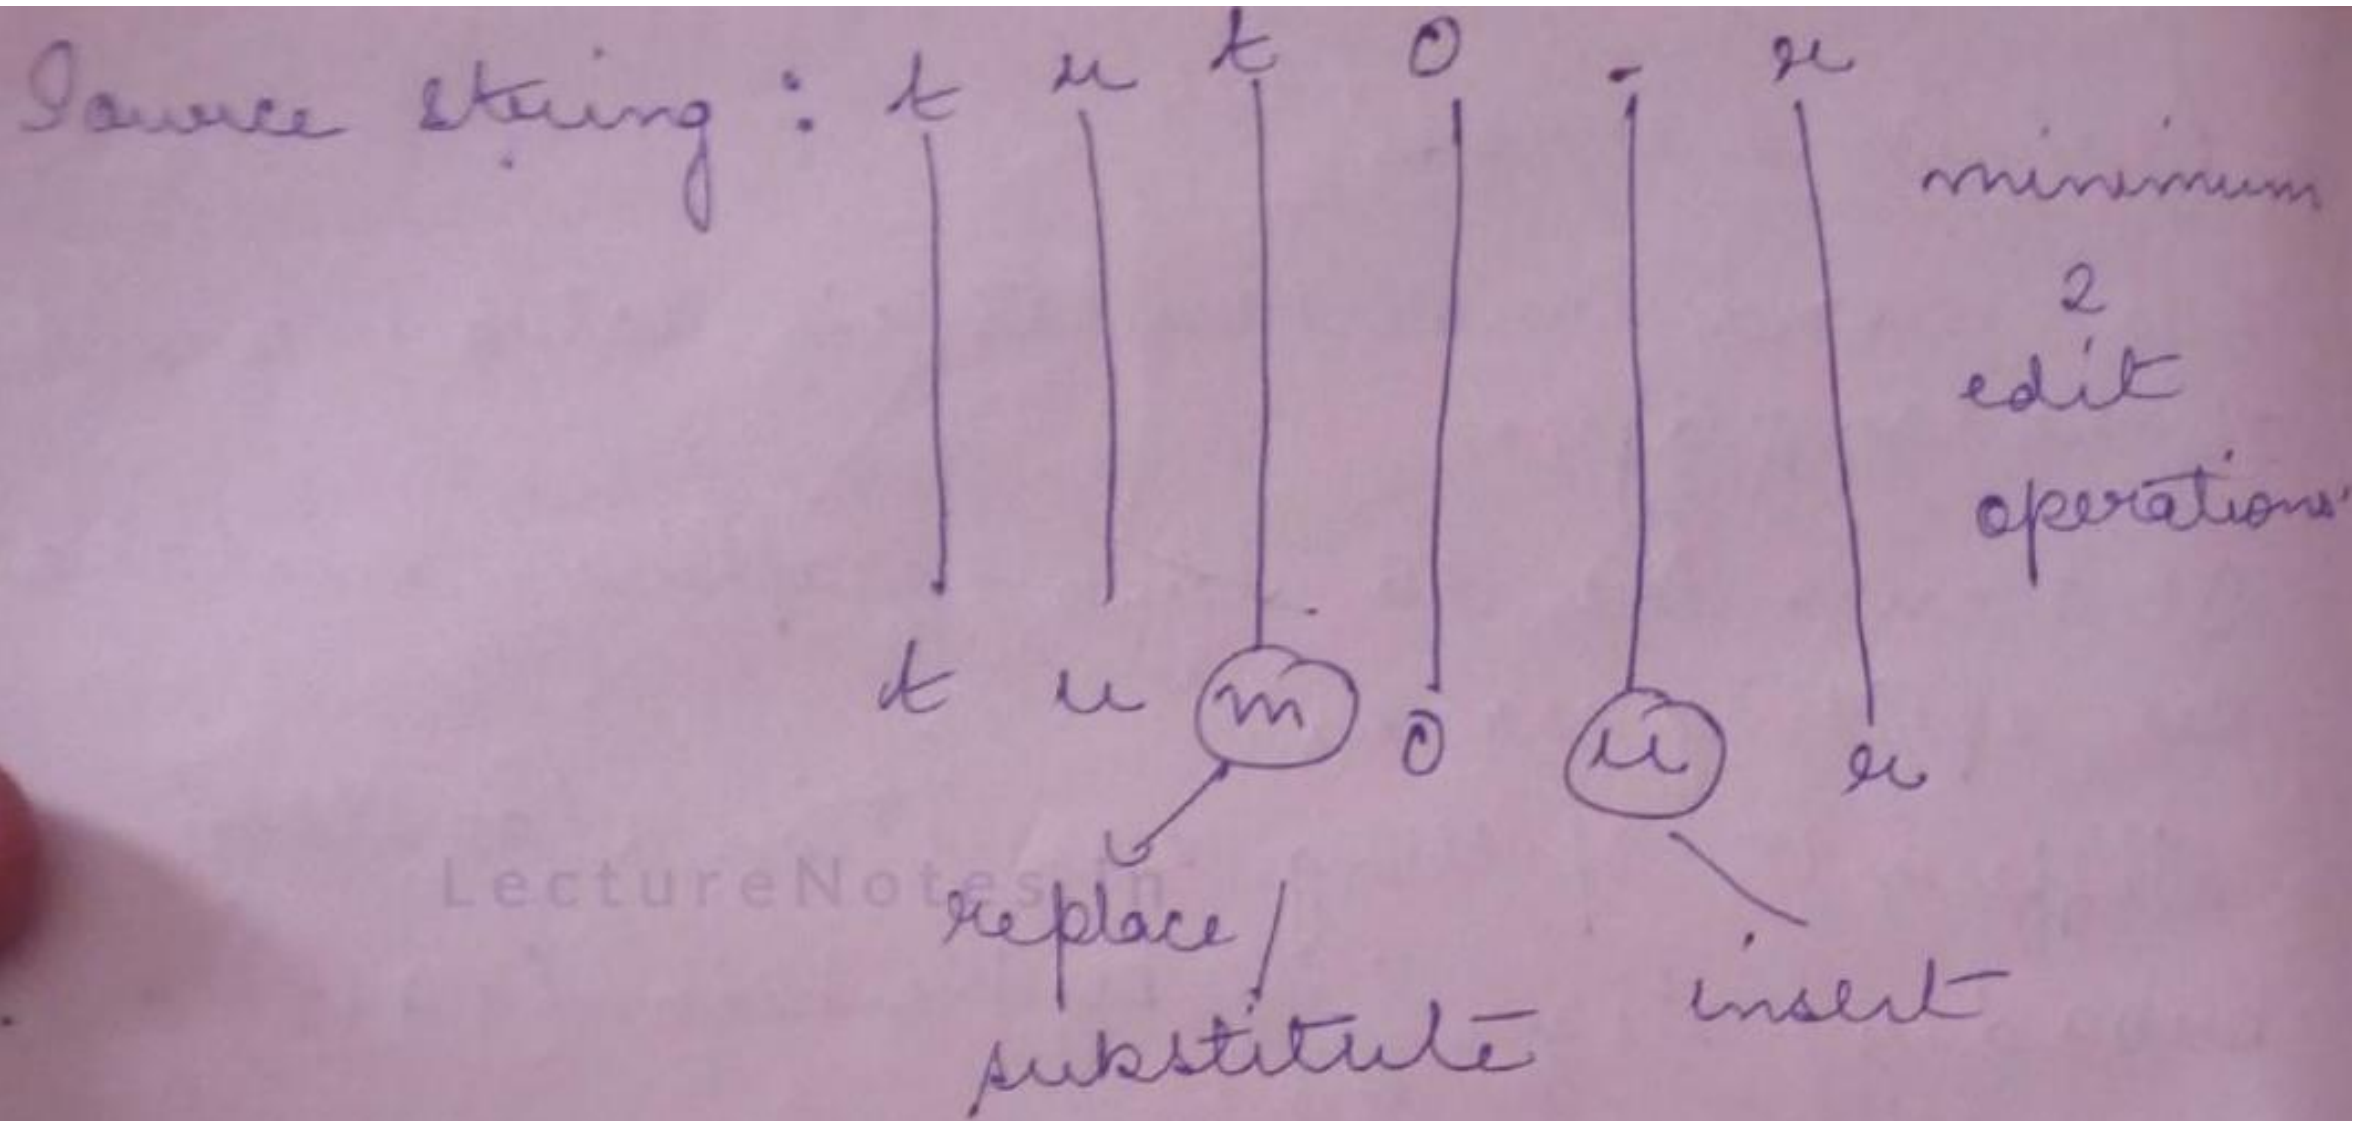 Source string : t u t o - r
minimum
2
edit
operations
t u m o u r
LectureNotes.in
replace /
substitute
insert